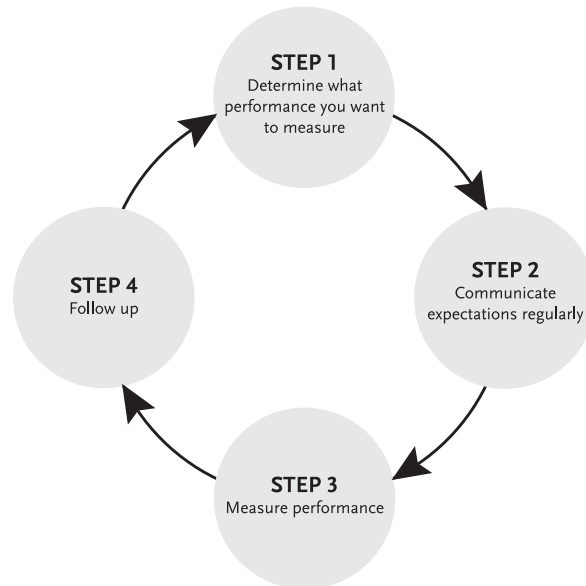 STEP 1
Determine what
performance you want
to measure
STEP 2
Communicate
expectations regularly
STEP 3
Measure performance
STEP 4
Follow up